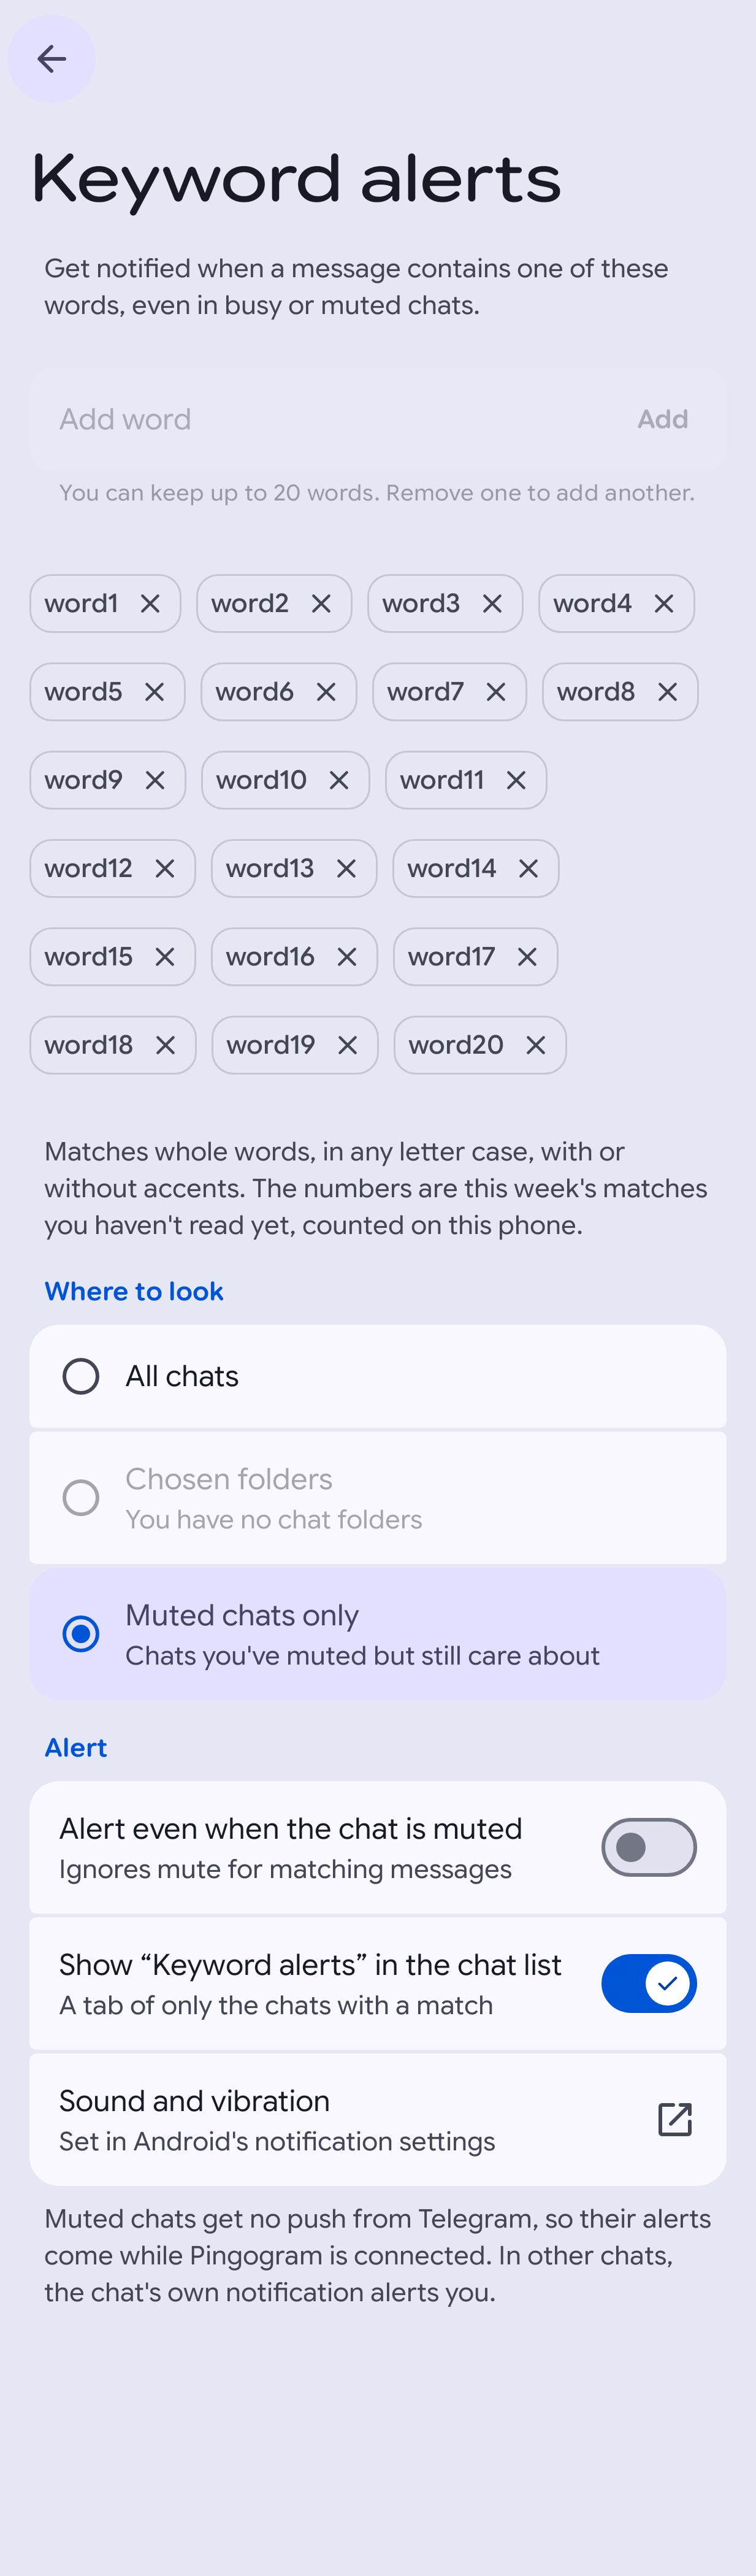 Keyword alerts
Get notified when a message contains one of these
words, even in busy or muted chats.
Add word Add
You can keep up to 20 words. Remove one to add another.
word1 word2 word3 word4
word5 word6 word7 word8
word9 word10 word11
word12 word13 word14
word15 word16 word17
word18 word19 word20
Matches whole words, in any letter case, with or
without accents. The numbers are this week's matches
you haven't read yet, counted on this phone.
Where to look
All chats
Chosen folders
You have no chat folders
Muted chats only
Chats you've muted but still care about
Alert
Alert even when the chat is muted
Ignores mute for matching messages
Show “Keyword alerts” in the chat list
A tab of only the chats with a match
Sound and vibration
Set in Android's notification settings
Muted chats get no push from Telegram, so their alerts
come while Pingogram is connected. In other chats,
the chat's own notification alerts you.